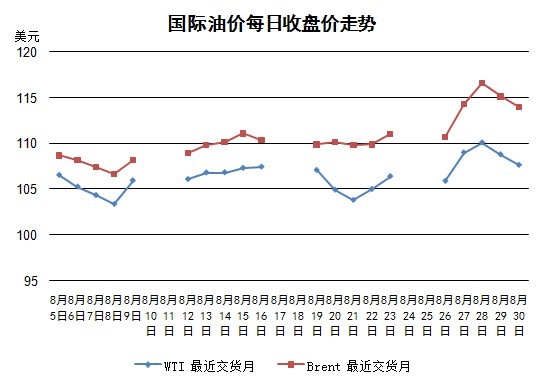 国际油价每日收盘价走势
美元
120
115
110
105
100
95
8月5日
8月6日
8月7日
8月8日
8月9日
8月10日
8月11日
8月12日
8月13日
8月14日
8月15日
8月16日
8月17日
8月18日
8月19日
8月20日
8月21日
8月22日
8月23日
8月24日
8月25日
8月26日
8月27日
8月28日
8月29日
8月30日
WTI 最近交货月
Brent 最近交货月